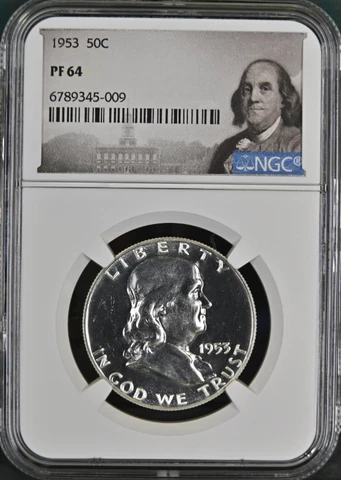 1953 50C
PF 64
6789345-009
NGC®
LIBERTY
1953
IN GOD WE TRUST